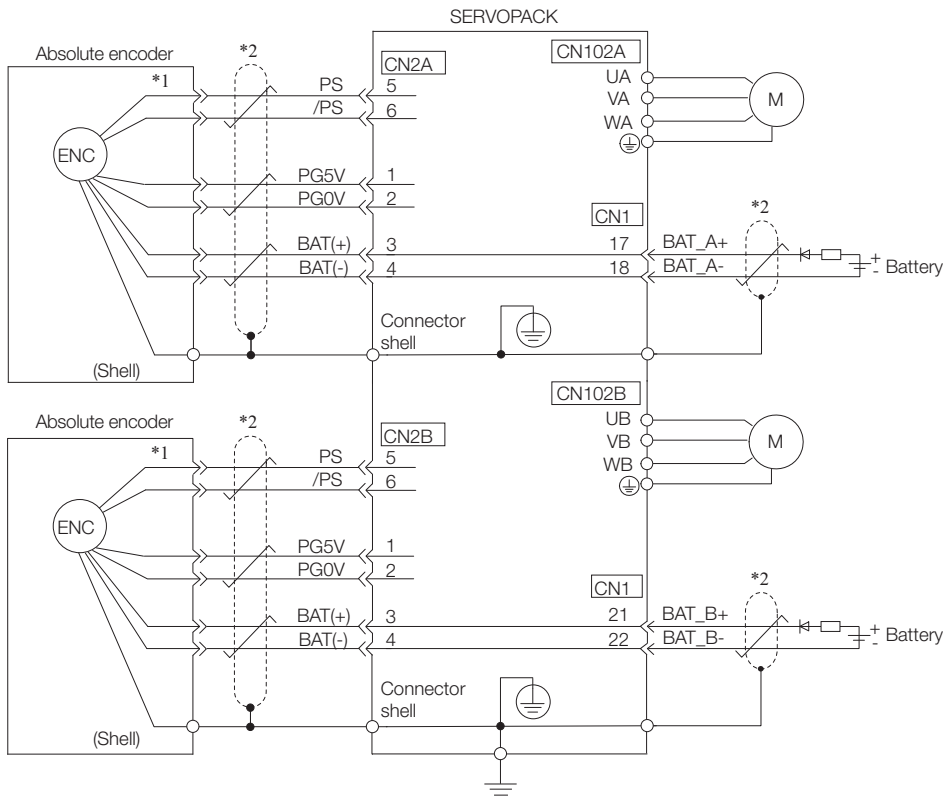 SERVOPACK
Absolute encoder
*2
CN2A
CN102A
*1
PS
5
UA
/PS
6
VA
M
WA
ENC
PG5V
1
PG0V
2
CN1
*2
BAT(+)
3
17
BAT_A+
BAT(-)
4
18
BAT_A-
+
-
Battery
Connector
shell
(Shell)
CN102B
Absolute encoder
*2
CN2B
UB
*1
PS
5
VB
M
/PS
6
WB
ENC
PG5V
1
PG0V
2
CN1
*2
BAT(+)
3
21
BAT_B+
BAT(-)
4
22
BAT_B-
+
-
Battery
Connector
shell
(Shell)